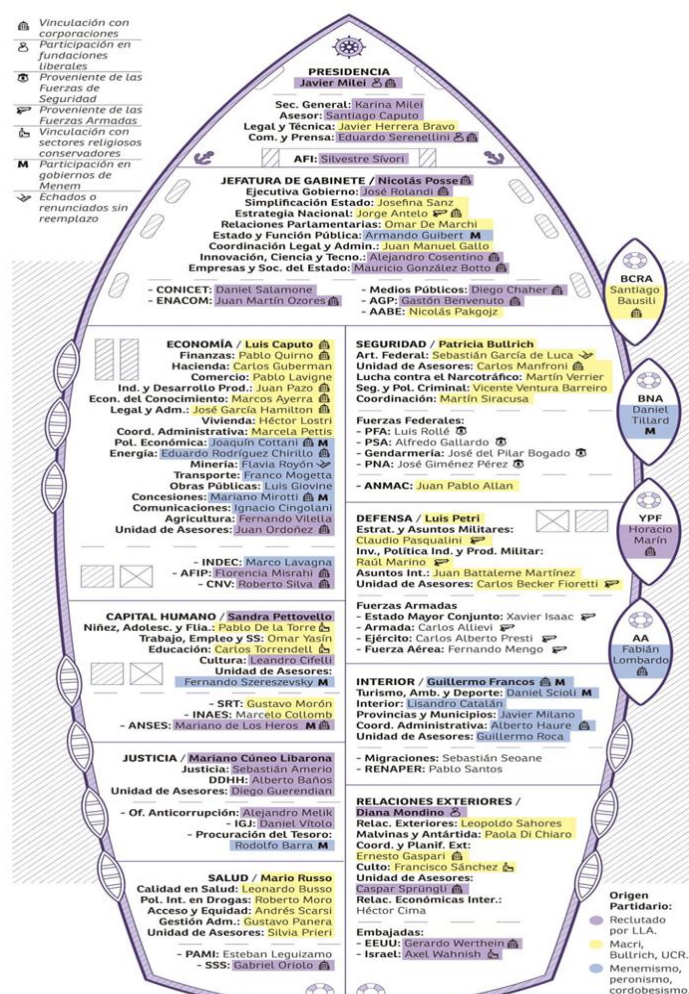 Vinculación con
corporaciones
Participación en
fundaciones
liberales
Proveniente de las
Fuerzas de
Seguridad
Proveniente de las
Fuerzas Armadas
Vinculación con
sectores religiosos
conservadores
M Participación en
gobiernos de
Menem
Echados o
renunciados sin
reemplazo
PRESIDENCIA
Javier Milei
Sec. General: Karina Milei
Asesor: Santiago Caputo
Legal y Técnica: Javier Herrera Bravo
Com. y Prensa: Eduardo Serenellini
AFI: Silvestre Sívori
JEFATURA DE GABINETE / Nicolás Posse
Ejecutiva Gobierno: José Rolandi
Simplificación Estado: Josefina Sanz
Estrategia Nacional: Jorge Antelo
Relaciones Parlamentarias: Omar De Marchi
Estado y Función Pública: Armando Guibert M
Coordinación Legal y Admin.: Juan Manuel Gallo
Innovación, Ciencia y Tecno.: Alejandro Cosentino
Empresas y Soc. del Estado: Mauricio González Botto
- CONICET: Daniel Salamone
- ENACOM: Juan Martín Ozores
- Medios Públicos: Diego Chaher
- AGP: Gastón Benvenuto
- AABE: Nicolás Pakgojz
BCRA
Santiago
Bausili
BNA
Daniel
Tillard
M
YPF
Horacio
Marín
AA
Fabián
Lombardo
ECONOMÍA / Luis Caputo
Finanzas: Pablo Quirno
Hacienda: Carlos Guberman
Comercio: Pablo Lavigne
Ind. y Desarrollo Prod.: Juan Pazo
Econ. del Conocimiento: Marcos Ayerra
Legal y Adm.: José García Hamilton
Vivienda: Héctor Lostri
Coord. Administrativa: Marcela Pettis
Pol. Económica: Joaquín Cottani M
Energía: Eduardo Rodríguez Chirillo
Minería: Flavia Royón
Transporte: Franco Mogetta
Obras Públicas: Luis Giovine
Concesiones: Mariano Mirotti M
Comunicaciones: Ignacio Cingolani
Agricultura: Fernando Vilella
Unidad de Asesores: Juan Ordoñez
- INDEC: Marco Lavagna
- AFIP: Florencia Misrahi
- CNV: Roberto Silva
SEGURIDAD / Patricia Bullrich
Art. Federal: Sebastián García de Luca
Unidad de Asesores: Carlos Manfroni
Lucha contra el Narcotráfico: Martín Verrier
Seg. y Pol. Criminal: Vicente Ventura Barreiro
Coordinación: Martín Siracusa
Fuerzas Federales:
- PFA: Luis Rollé
- PSA: Alfredo Gallardo
- Gendarmería: José del Pilar Bogado
- PNA: José Giménez Pérez
- ANMAC: Juan Pablo Allan
DEFENSA / Luis Petri
Estrat. y Asuntos Militares:
Claudio Pasqualini
Inv., Política Ind. y Prod. Militar:
Raúl Marino
Asuntos Int.: Juan Battaleme Martínez
Unidad de Asesores: Carlos Becker Fioretti
Fuerzas Armadas
- Estado Mayor Conjunto: Xavier Isaac
- Armada: Carlos Allievi
- Ejército: Carlos Alberto Presti
- Fuerza Aérea: Fernando Mengo
CAPITAL HUMANO / Sandra Pettovello
Niñez, Adolesc. y Flia.: Pablo De la Torre
Trabajo, Empleo y SS: Omar Yasín
Educación: Carlos Torrendell
Cultura: Leandro Cifelli
Unidad de Asesores:
Fernando Szereszevsky M
- SRT: Gustavo Morón
- INAES: Marcelo Collomb
- ANSES: Mariano de Los Heros M
INTERIOR / Guillermo Francos M
Turismo, Amb. y Deporte: Daniel Scioli M
Interior: Lisandro Catalán
Provincias y Municipios: Javier Milano
Coord. Administrativa: Alberto Haure
Unidad de Asesores: Guillermo Roca
- Migraciones: Sebastián Seoane
- RENAPER: Pablo Santos
JUSTICIA / Mariano Cúneo Libarona
Justicia: Sebastián Amerio
DDHH: Alberto Baños
Unidad de Asesores: Diego Guerendian
- Of. Anticorrupción: Alejandro Melik
- IGJ: Daniel Vítolo
- Procuración del Tesoro:
Rodolfo Barra M
RELACIONES EXTERIORES /
Diana Mondino
Relac. Exteriores: Leopoldo Sahores
Malvinas y Antártida: Paola Di Chiaro
Coord. y Planif. Ext:
Ernesto Gaspari
Culto: Francisco Sánchez
Unidad de Asesores:
Caspar Sprüngli
Relac. Económicas Inter.:
Héctor Cima
Embajadas:
- EEUU: Gerardo Werthein
- Israel: Axel Wahnish
SALUD / Mario Russo
Calidad en Salud: Leonardo Busso
Pol. Int. en Drogas: Roberto Moro
Acceso y Equidad: Andrés Scarsi
Gestión Adm.: Gustavo Panera
Unidad de Asesores: Silvia Prieri
- PAMI: Esteban Leguizamo
- SSS: Gabriel Oriolo
Origen
Partidario:
Reclutado
por LLA.
Macri,
Bullrich, UCR.
Menemismo,
peronismo,
cordobesismo.